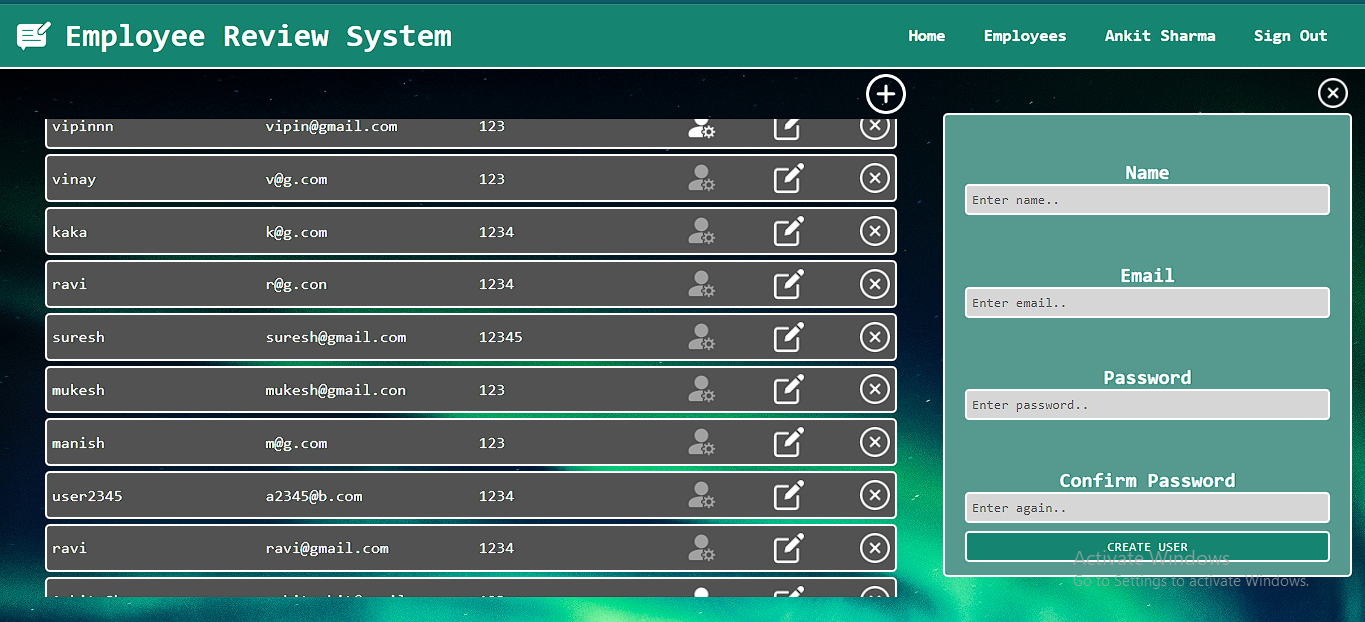 Employee Review System
Home Employees Ankit Sharma Sign Out
vipinnn vipin@gmail.com 123
vinay v@g.com 123
kaka k@g.com 1234
ravi r@g.con 1234
suresh suresh@gmail.com 12345
mukesh mukesh@gmail.con 123
manish m@g.com 123
user2345 a2345@b.com 1234
ravi ravi@gmail.com 1234
Name
Enter name..
Email
Enter email..
Password
Enter password..
Confirm Password
Enter again..
CREATE USER
Activate Windows
Go to Settings to activate Windows.